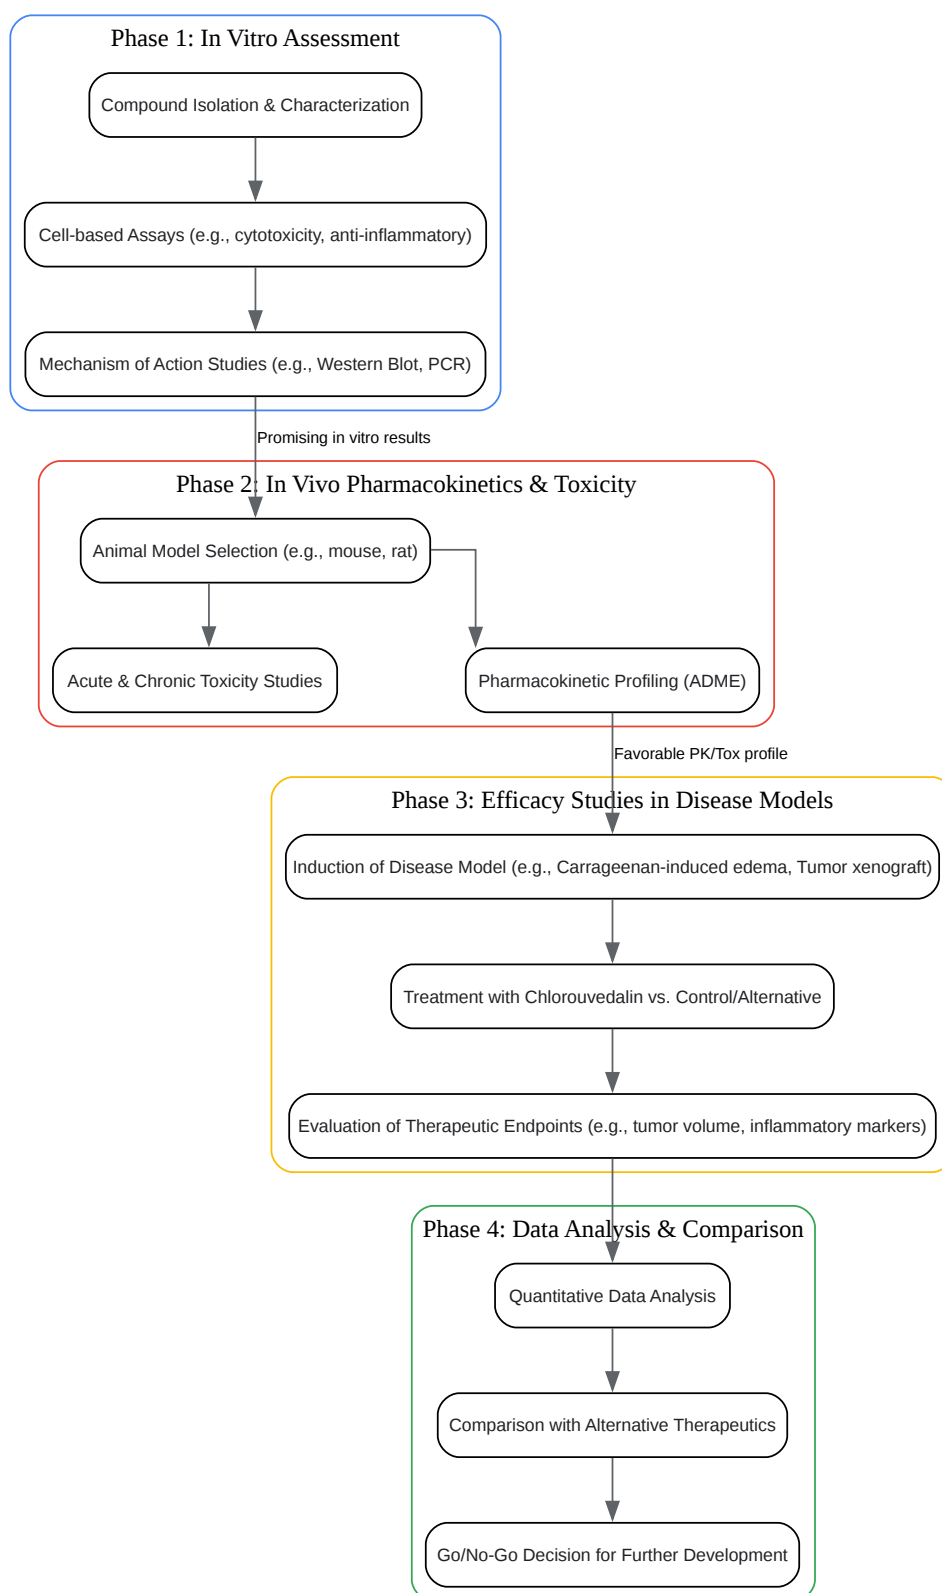 Phase 1: In Vitro Assessment
Compound Isolation & Characterization
Cell-based Assays (e.g., cytotoxicity, anti-inflammatory)
Mechanism of Action Studies (e.g., Western Blot, PCR)
Promising in vitro results
Phase 2: In Vivo Pharmacokinetics & Toxicity
Animal Model Selection (e.g., mouse, rat)
Acute & Chronic Toxicity Studies
Pharmacokinetic Profiling (ADME)
Favorable PK/Tox profile
Phase 3: Efficacy Studies in Disease Models
Induction of Disease Model (e.g., Carrageenan-induced edema, Tumor xenograft)
Treatment with Chlorouvedalin vs. Control/Alternative
Evaluation of Therapeutic Endpoints (e.g., tumor volume, inflammatory markers)
Phase 4: Data Analysis & Comparison
Quantitative Data Analysis
Comparison with Alternative Therapeutics
Go/No-Go Decision for Further Development